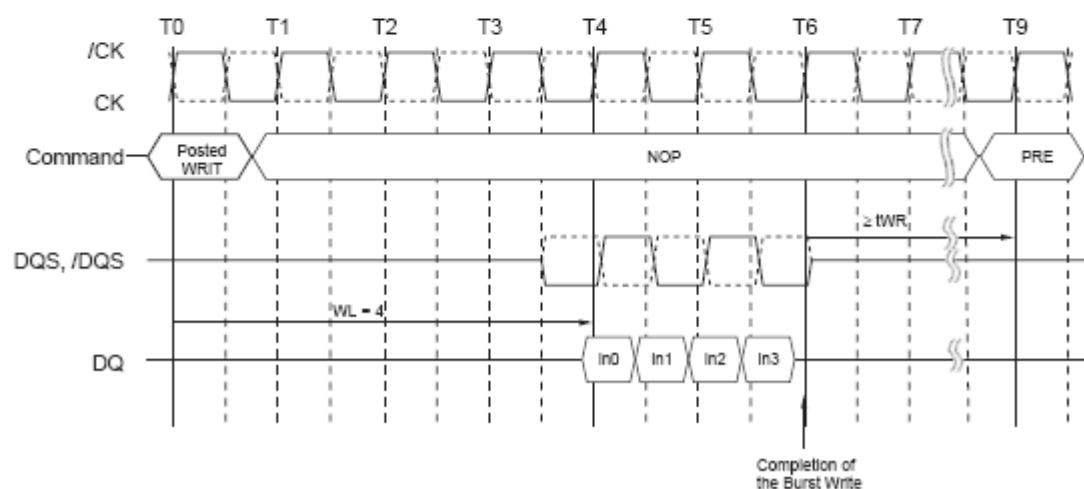 T0 T1 T2 T3 T4 T5 T6 T7 T9
/CK
CK
Command
Posted
WRIT
NOP
PRE
≥ tWR
DQS, /DQS
WL = 4
DQ
In0 In1 In2 In3
Completion of
the Burst Write